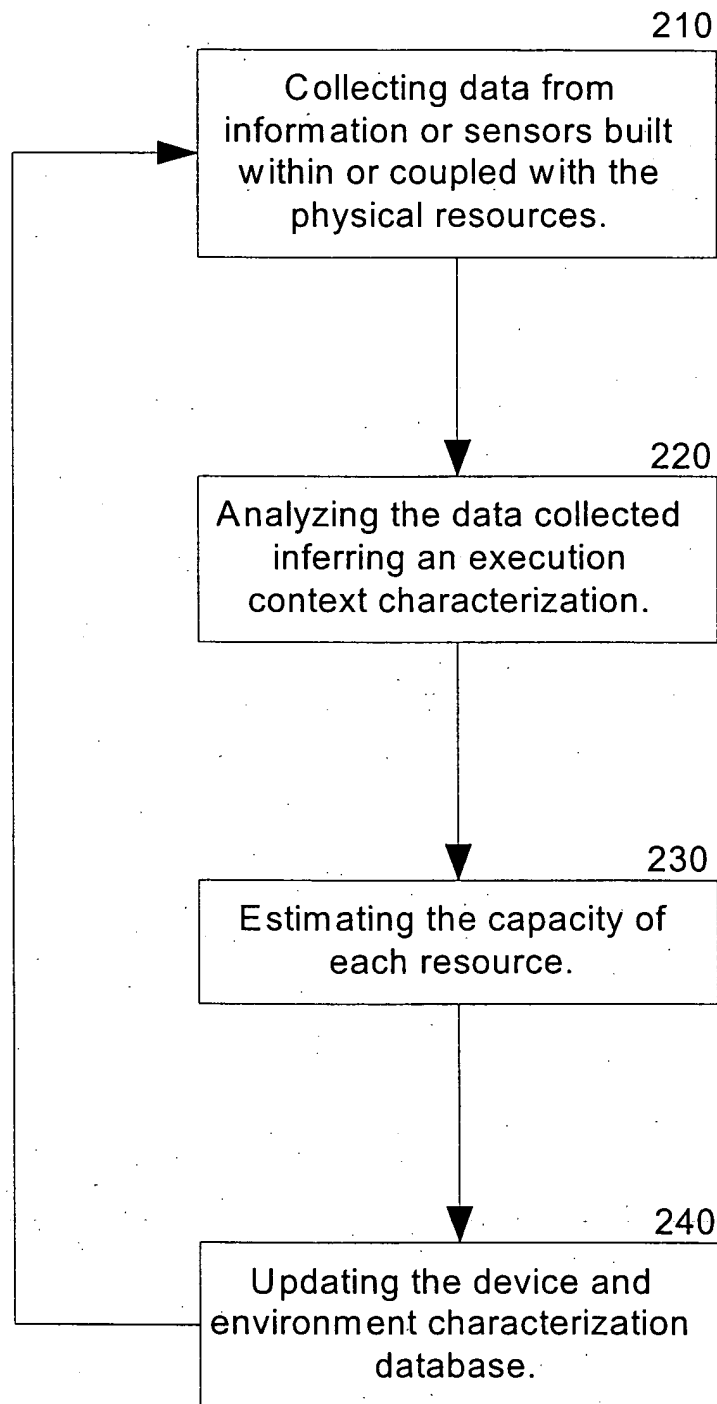 210
Collecting data from
information or sensors built
within or coupled with the
physical resources.
220
Analyzing the data collected
inferring an execution
context characterization.
230
Estimating the capacity of
each resource.
240
Updating the device and
environment characterization
database.